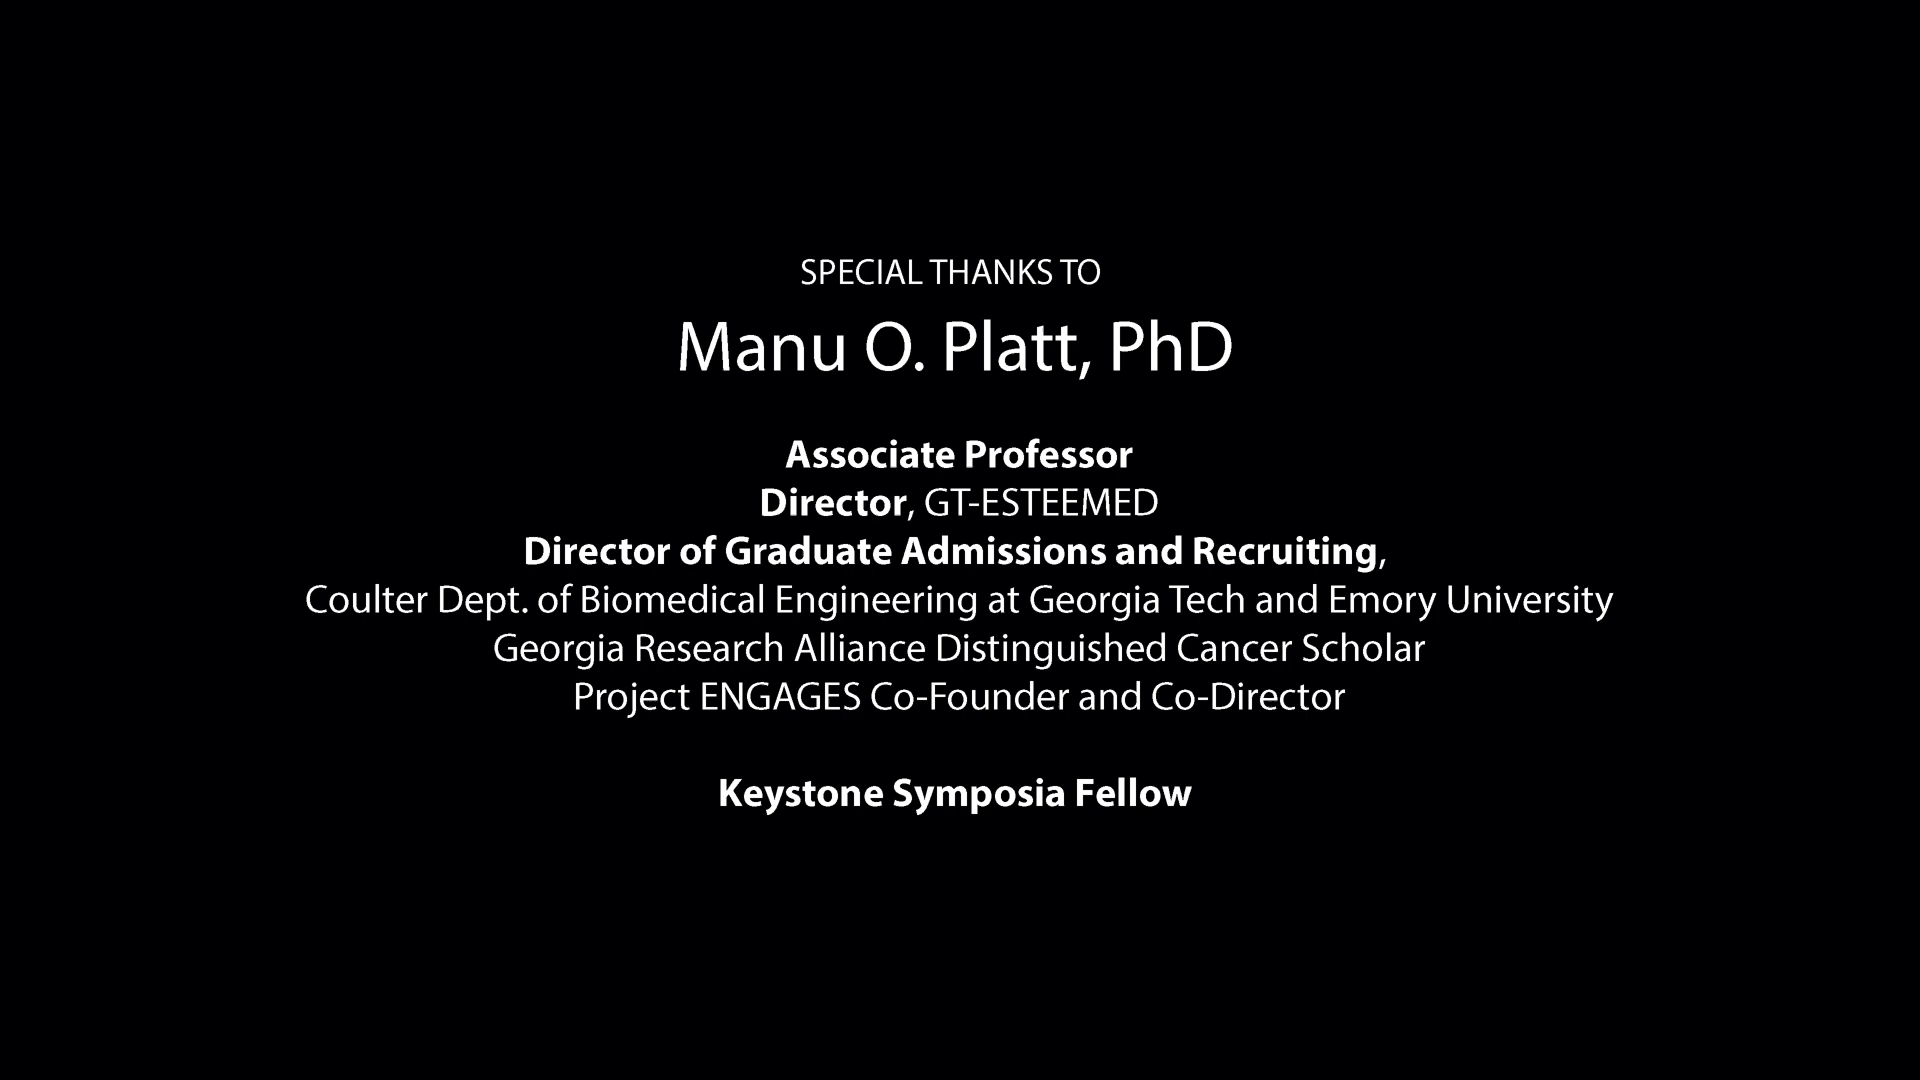 SPECIAL THANKS TO
Manu O. Platt, PhD
Associate Professor
Director, GT-ESTEEMED
Director of Graduate Admissions and Recruiting,
Coulter Dept. of Biomedical Engineering at Georgia Tech and Emory University
Georgia Research Alliance Distinguished Cancer Scholar
Project ENGAGES Co-Founder and Co-Director
Keystone Symposia Fellow